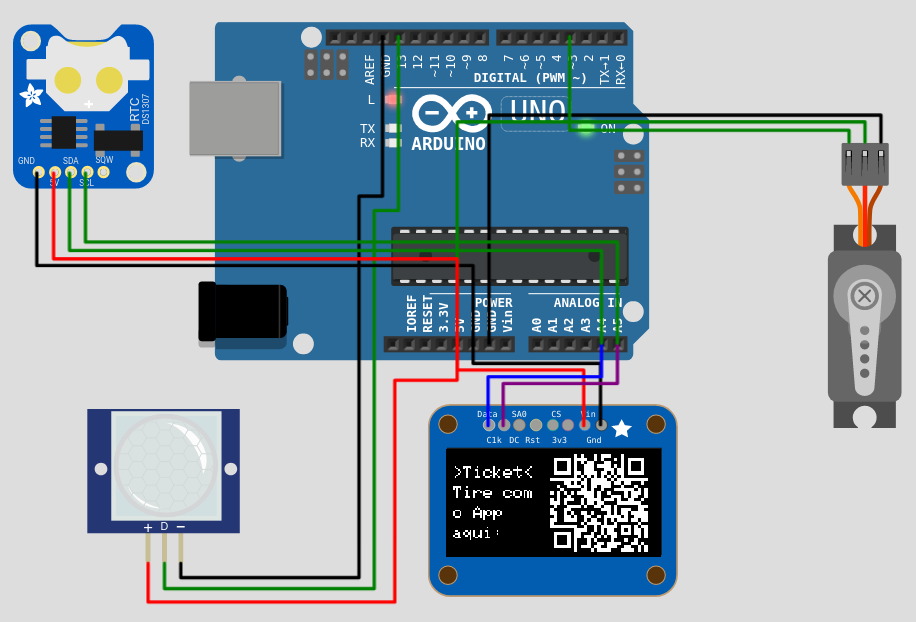 RTC
DS1307
GND
5V
SDA
SCL
SQW
AREF
GND
13
12
~11
~10
~9
8
7
~6
~5
4
~3
2
TX→1
RX←0
DIGITAL (PWM ~)
L
TX
RX
UNO
ON
ARDUINO
POWER
ANALOG IN
IOREF
RESET
3.3V
5V
GND
GND
Vin
A0
A1
A2
A3
A4
A5
+ D −
Data SA0 CS Vin
Clk DC Rst 3v3 Gnd
>Ticket<
Tire com
o App
aqui: